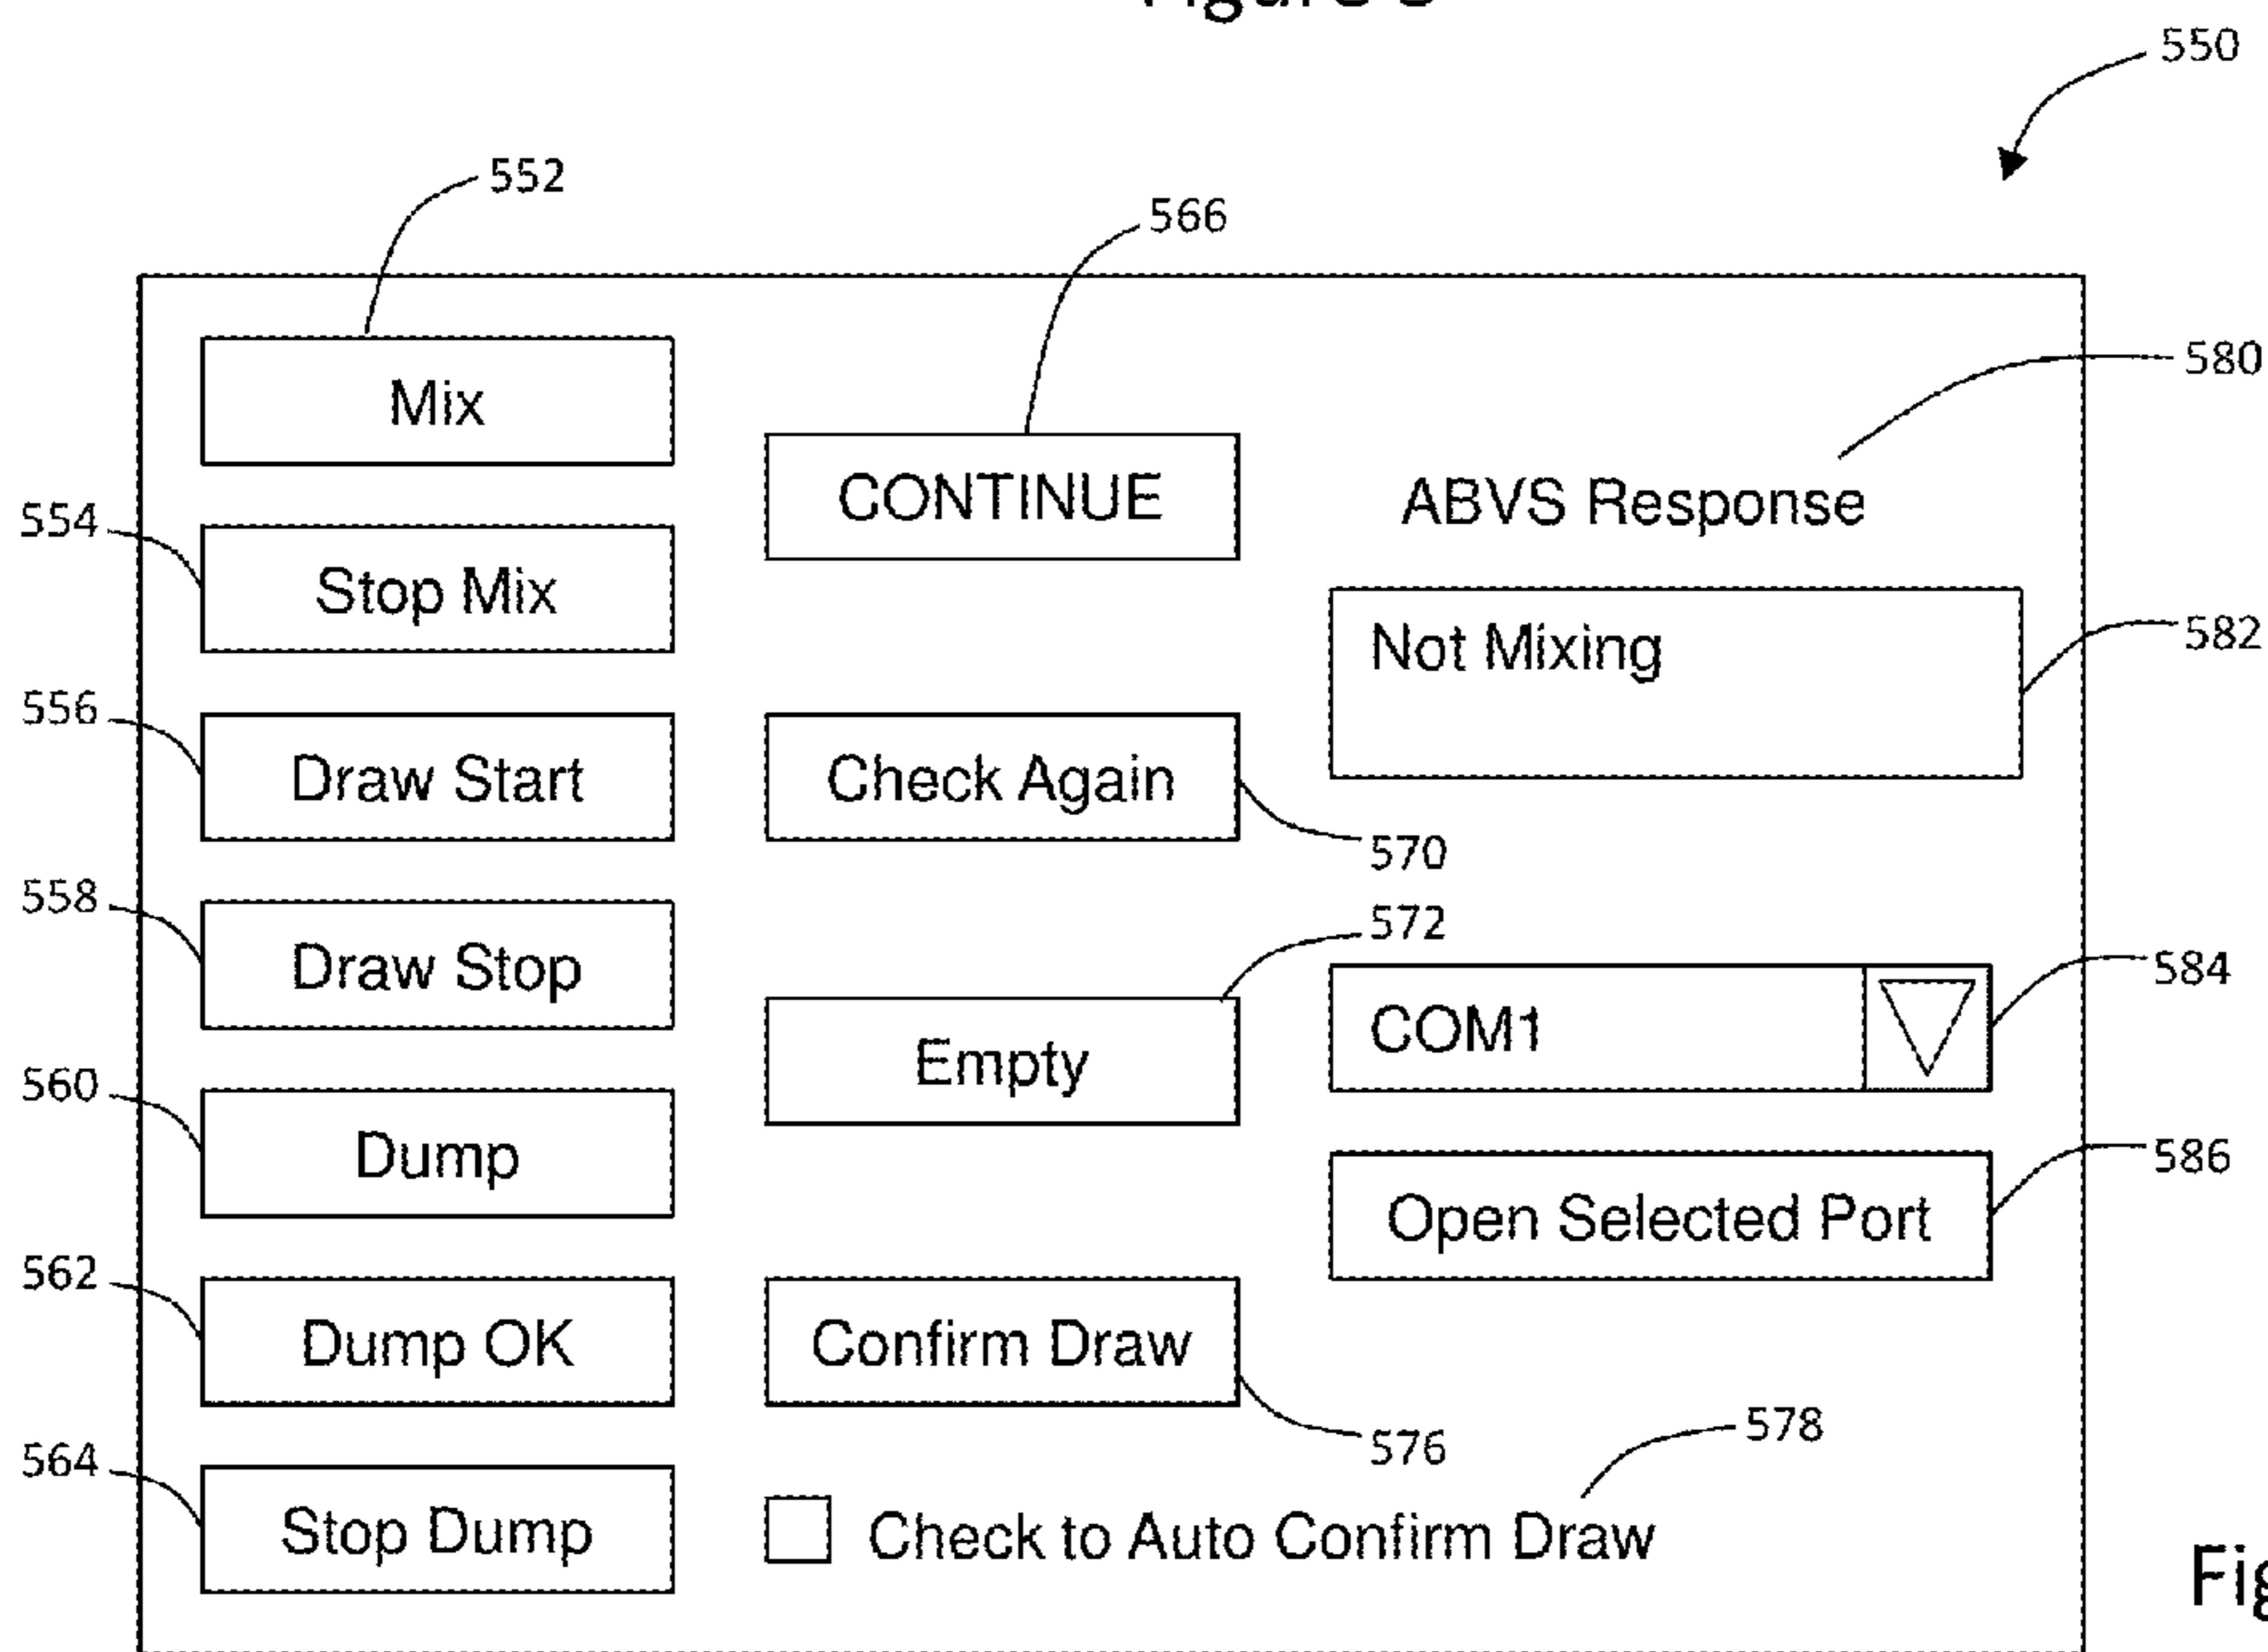 550
552
566
Mix
580
CONTINUE
ABVS Response
554
Stop Mix
Not Mixing
582
556
Draw Start
Check Again
570
558
572
Draw Stop
584
COM1
Empty
560
Dump
586
Open Selected Port
562
Dump OK
Confirm Draw
578
576
564
Stop Dump
Check to Auto Confirm Draw